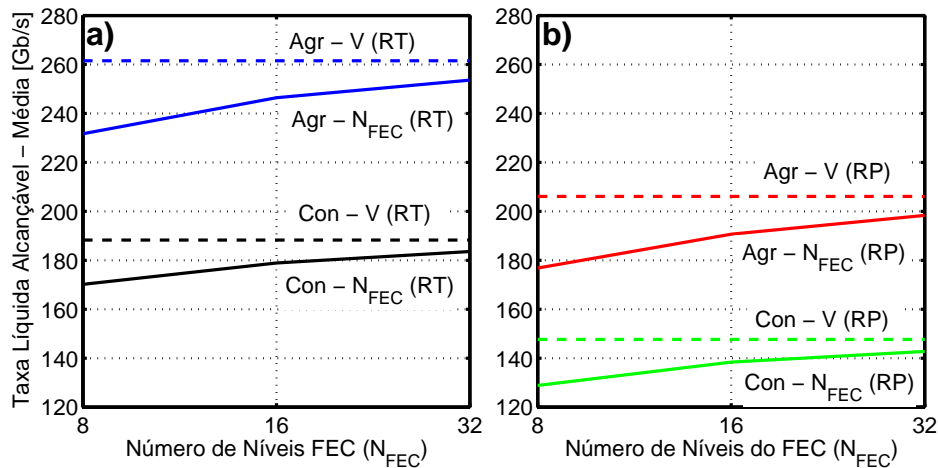 Taxa Líquida Alcançável – Média [Gb/s]
280
260
240
220
200
180
160
140
120
a)
Agr – V (RT)
Agr – N_FEC (RT)
Con – V (RT)
Con – N_FEC (RT)
8
16
32
Número de Níveis FEC (N_FEC)
280
260
240
220
200
180
160
140
120
b)
Agr – V (RP)
Agr – N_FEC (RP)
Con – V (RP)
Con – N_FEC (RP)
8
16
32
Número de Níveis do FEC (N_FEC)